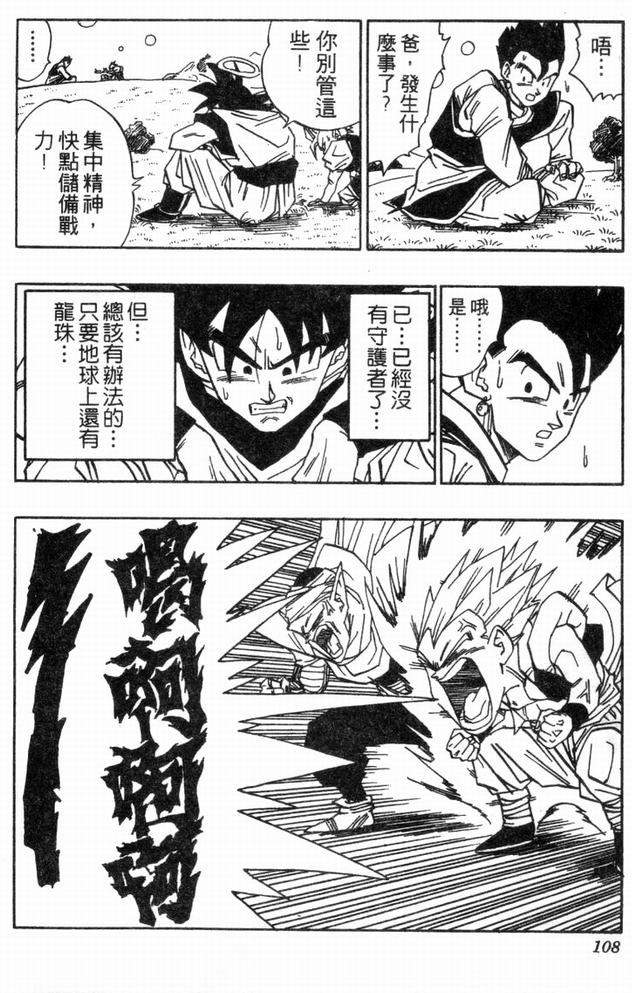 唔⋯
爸，發生什
麼事了？
你別管這
些！
⋯⋯
集中精神，
快點儲備戰
力！
哦⋯⋯
是⋯⋯
已⋯已經沒
有守護者了⋯
但⋯
總該有辦法的⋯
只要地球上還有
龍珠⋯
喝啊啊啊
108